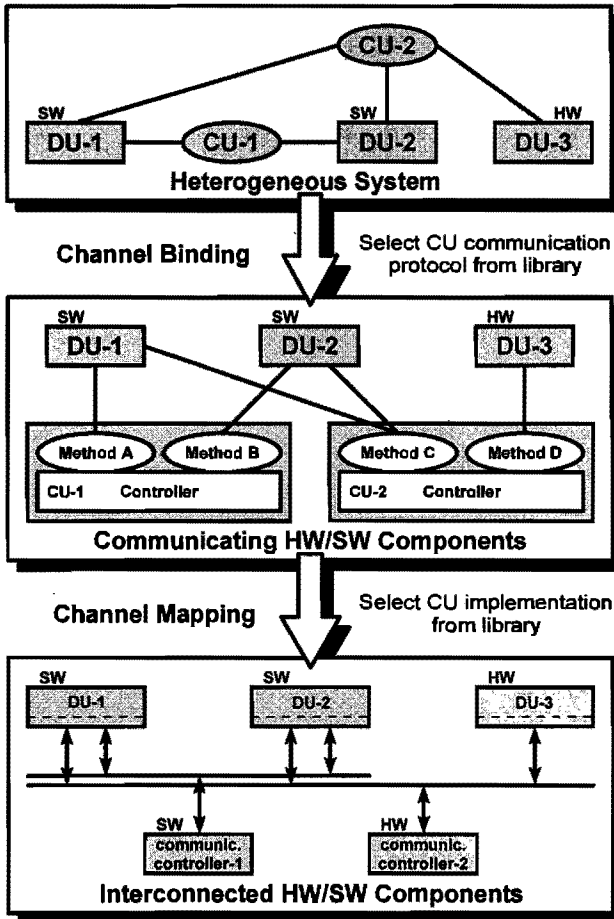 CU-2
SW
SW
HW
DU-1
CU-1
DU-2
DU-3
Heterogeneous System
Channel Binding
Select CU communication
protocol from library
SW
SW
HW
DU-1
DU-2
DU-3
Method A
Method B
Method C
Method D
CU-1 Controller
CU-2 Controller
Communicating HW/SW Components
Channel Mapping
Select CU implementation
from library
SW
SW
HW
DU-1
DU-2
DU-3
SW
HW
communic.
controller-1
communic.
controller-2
Interconnected HW/SW Components